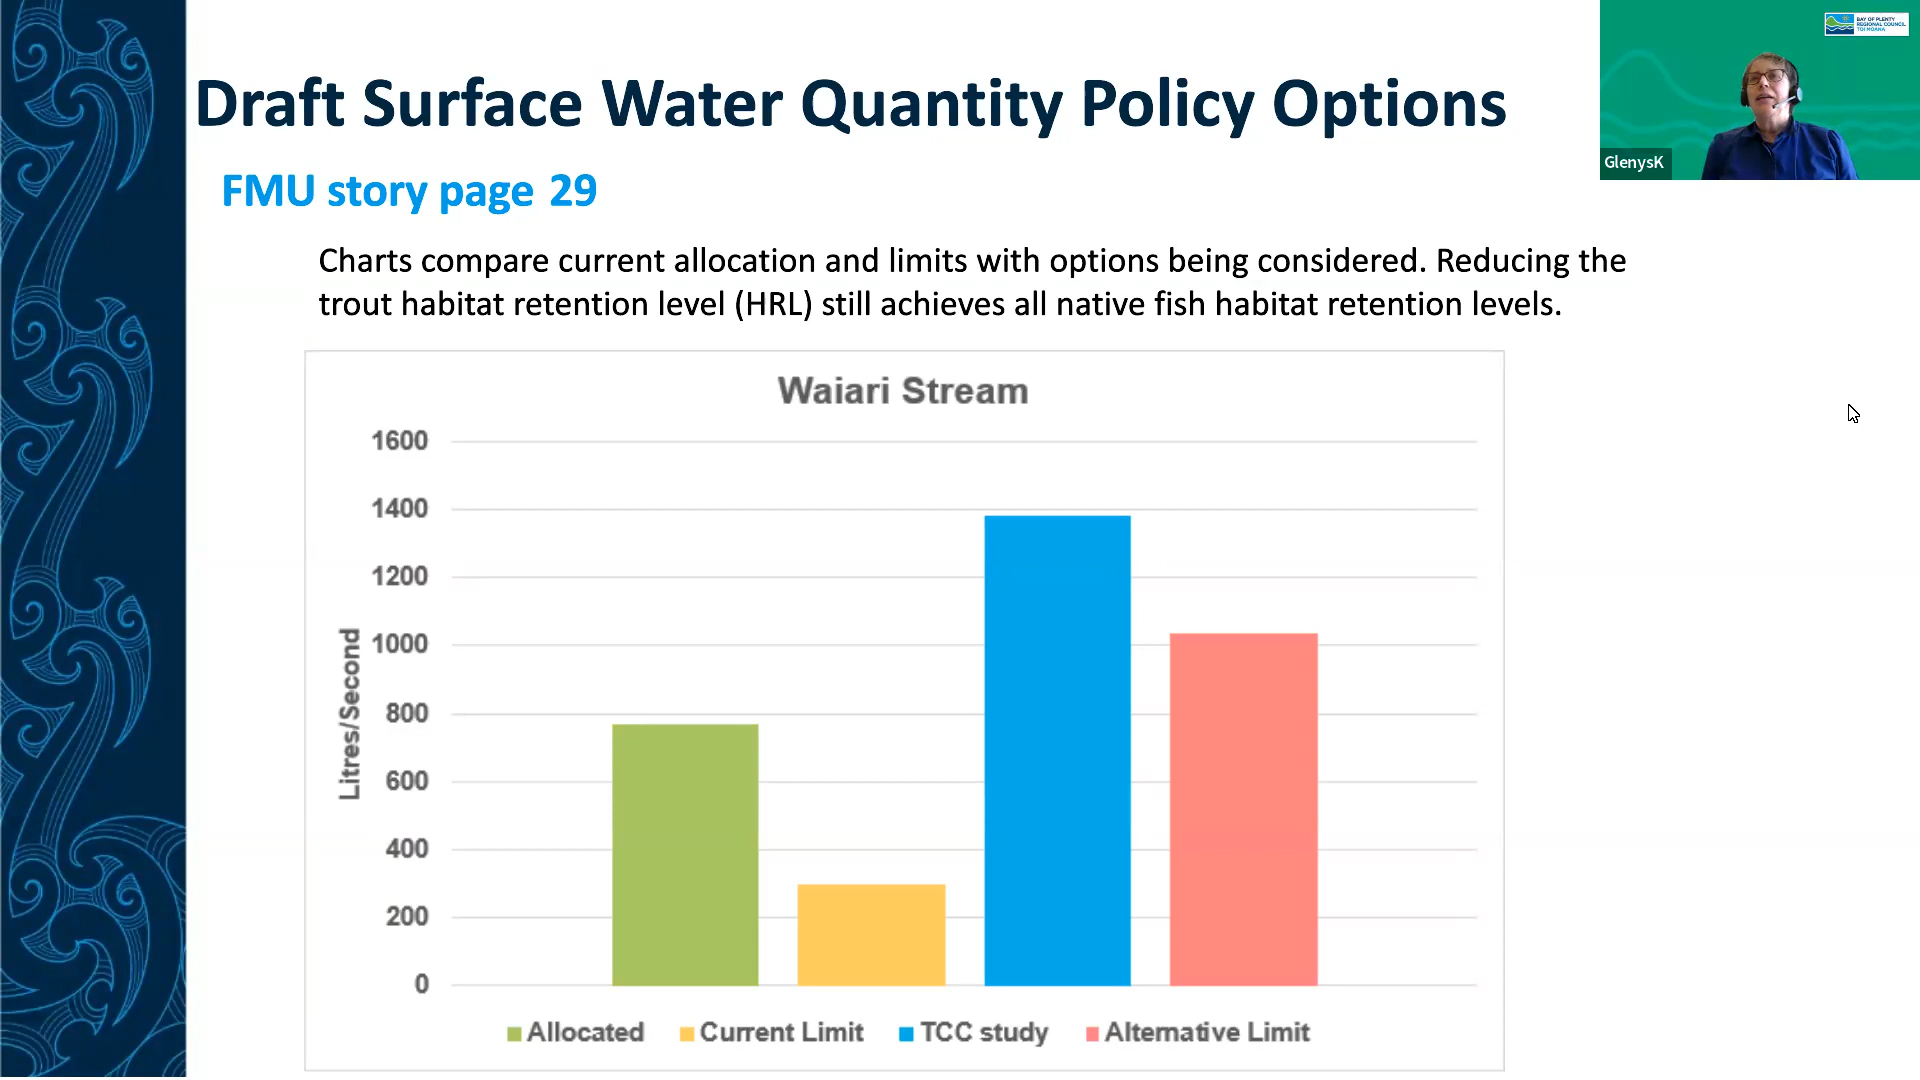 Draft Surface Water Quantity Policy Options
BAY OF PLENTY
REGIONAL COUNCIL
TOI MOANA
GlenysK
FMU story page 29
Charts compare current allocation and limits with options being considered. Reducing the
trout habitat retention level (HRL) still achieves all native fish habitat retention levels.
Waiari Stream
1600
1400
1200
1000
800
600
400
200
0
Litres/Second
Allocated
Current Limit
TCC study
Alternative Limit